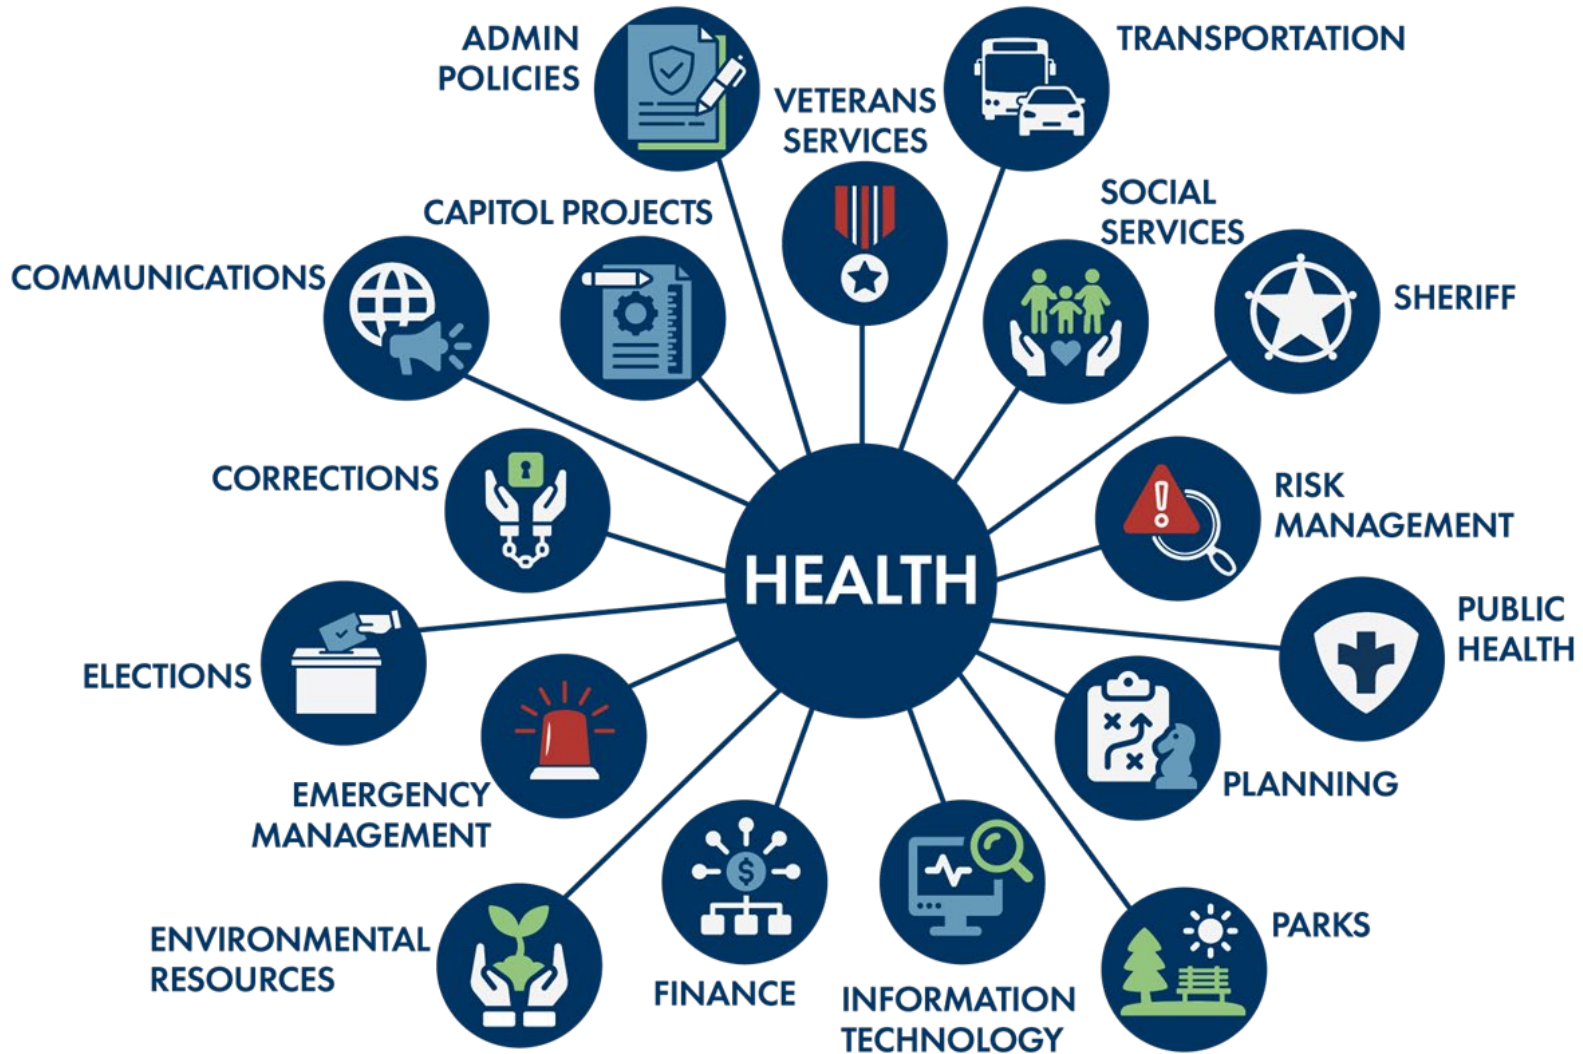 ADMIN
POLICIES
TRANSPORTATION
VETERANS
SERVICES
SOCIAL
SERVICES
CAPITOL PROJECTS
COMMUNICATIONS
SHERIFF
CORRECTIONS
RISK
MANAGEMENT
HEALTH
PUBLIC
HEALTH
ELECTIONS
EMERGENCY
MANAGEMENT
PLANNING
$
ENVIRONMENTAL
RESOURCES
FINANCE
INFORMATION
TECHNOLOGY
PARKS